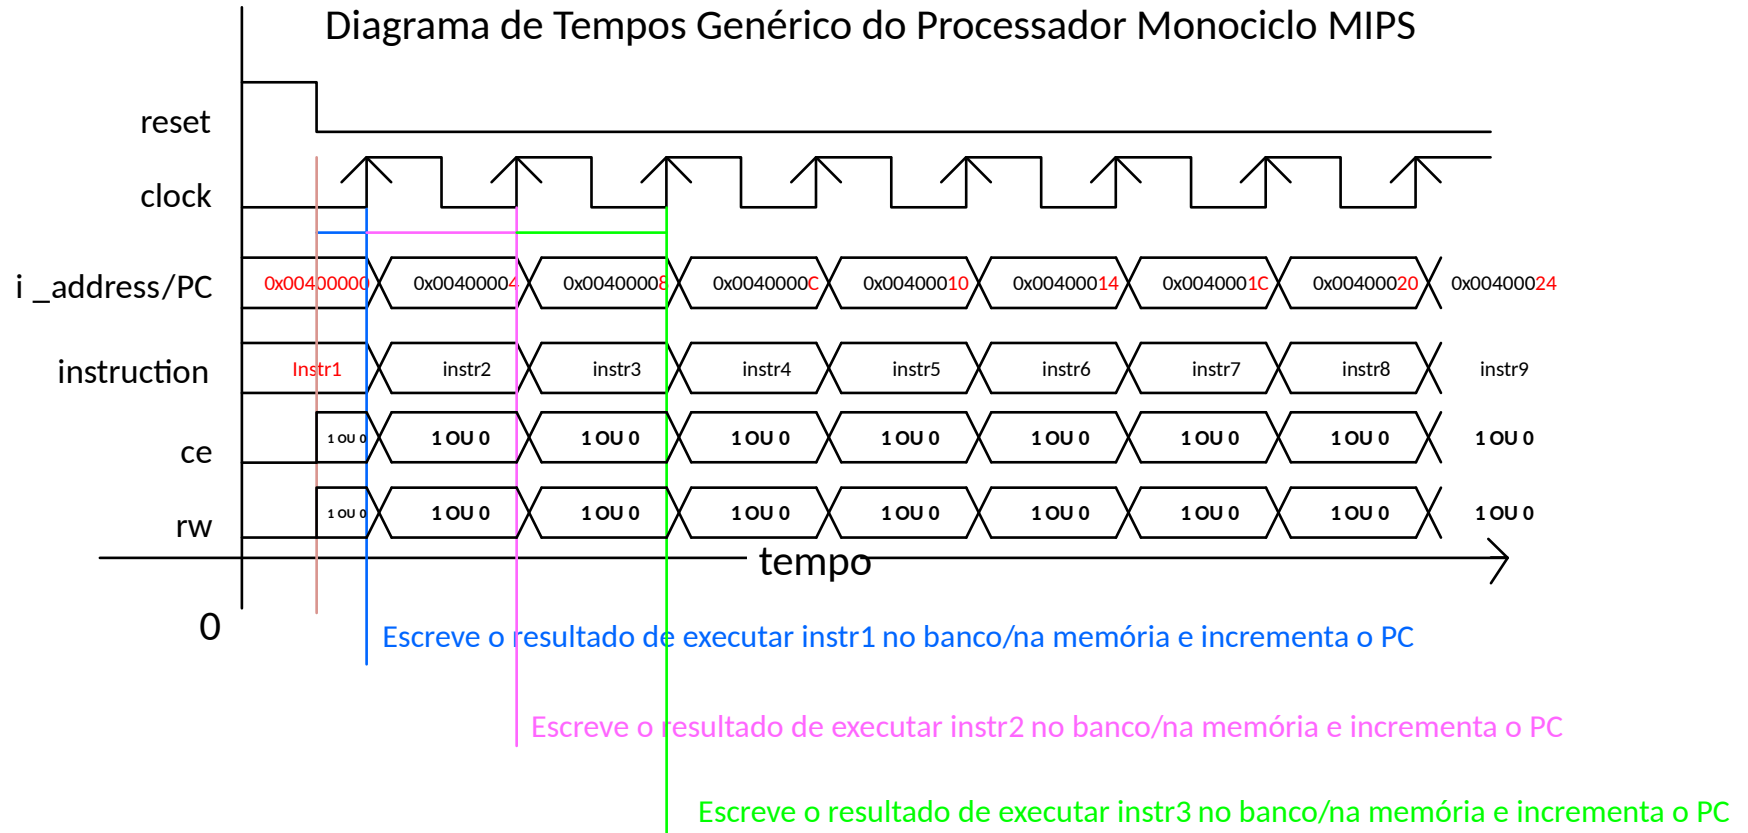 Diagrama de Tempos Genérico do Processador Monociclo MIPS
reset
clock
i _address/PC 0x00400000 0x00400004 0x00400008 0x0040000C 0x00400010 0x00400014 0x0040001C 0x00400020 0x00400024
instruction Instr1 instr2 instr3 instr4 instr5 instr6 instr7 instr8 instr9
ce 1 OU 0 1 OU 0 1 OU 0 1 OU 0 1 OU 0 1 OU 0 1 OU 0 1 OU 0 1 OU 0
rw 1 OU 0 1 OU 0 1 OU 0 1 OU 0 1 OU 0 1 OU 0 1 OU 0 1 OU 0 1 OU 0
tempo
0
Escreve o resultado de executar instr1 no banco/na memória e incrementa o PC
Escreve o resultado de executar instr2 no banco/na memória e incrementa o PC
Escreve o resultado de executar instr3 no banco/na memória e incrementa o PC